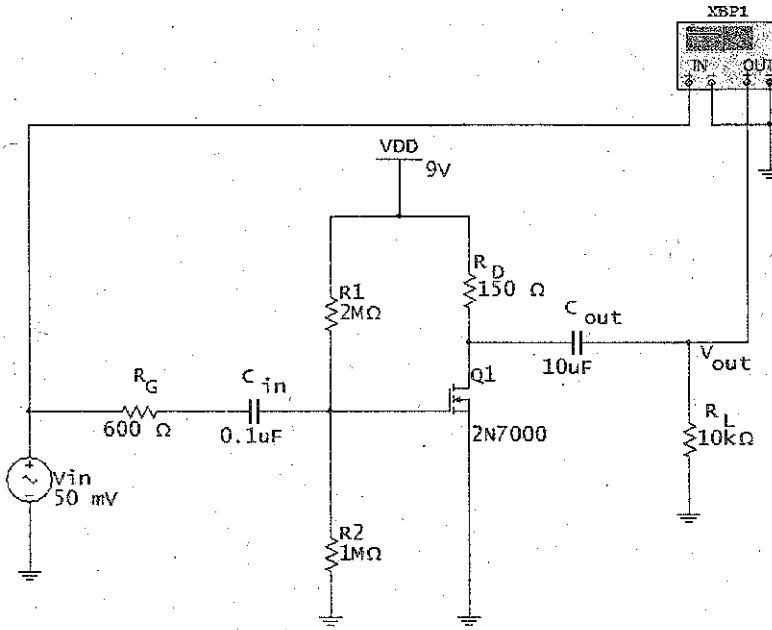 XBP1
IN OUT
VDD
9V
R D
150 Ω
R1
2MΩ
C out
10uF
Vout
R G
600 Ω
C in
0.1uF
Q1
2N7000
R L
10kΩ
Vin
50 mV
R2
1MΩ